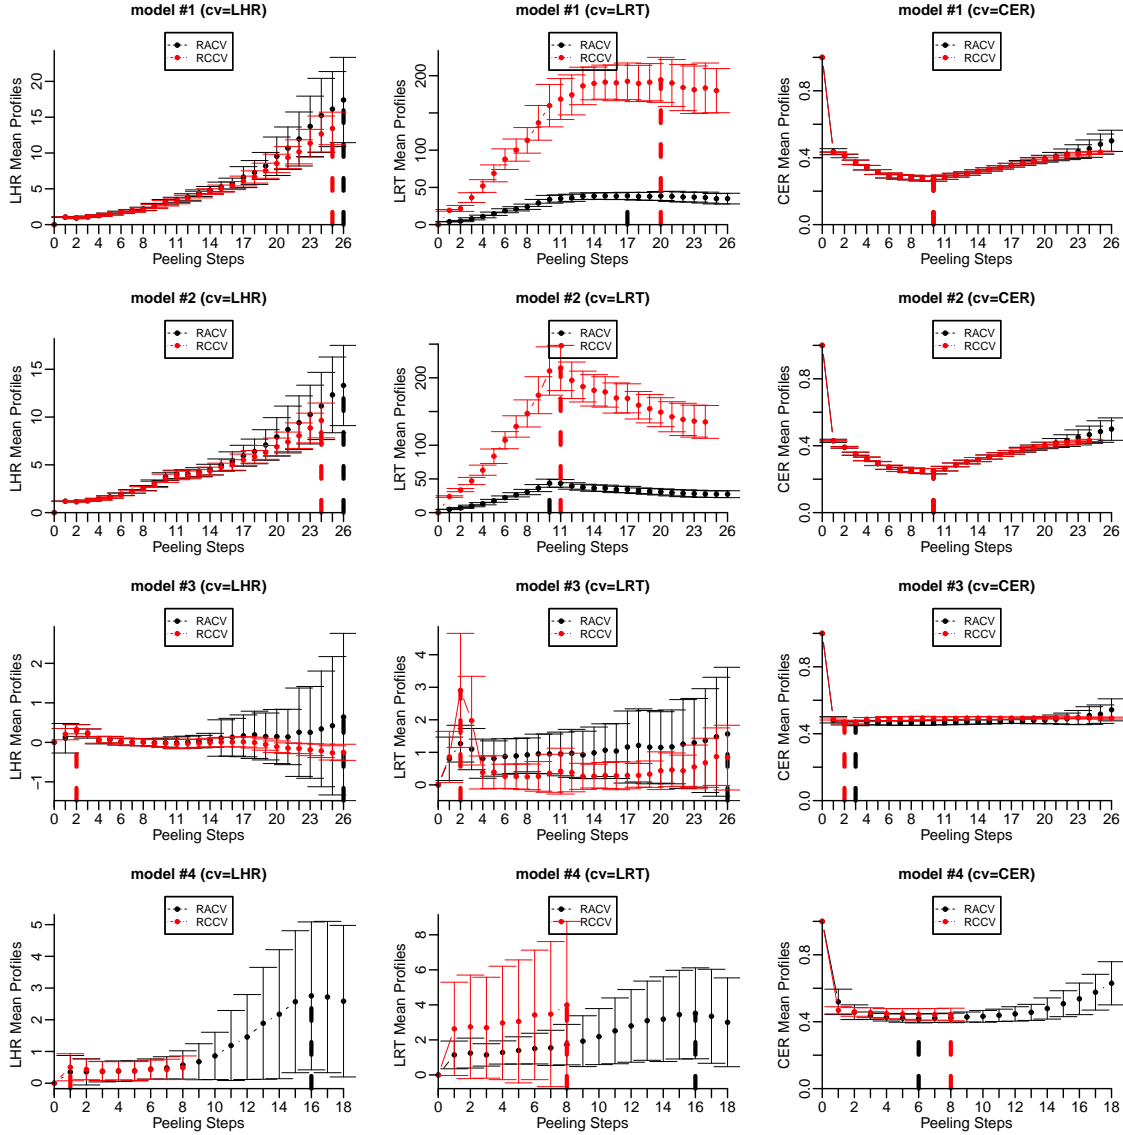 model #1 (cv=LHR)
RACV
RCCV
LHR Mean Profiles
0 5 10 15 20
0 2 4 6 8 11 14 17 20 23 26
Peeling Steps
model #1 (cv=LRT)
RACV
RCCV
LRT Mean Profiles
0 50 100 200
0 2 4 6 8 11 14 17 20 23 26
Peeling Steps
model #1 (cv=CER)
RACV
RCCV
CER Mean Profiles
0.0 0.4 0.8
0 2 4 6 8 11 14 17 20 23 26
Peeling Steps
model #2 (cv=LHR)
RACV
RCCV
LHR Mean Profiles
0 5 10 15
0 2 4 6 8 11 14 17 20 23 26
Peeling Steps
model #2 (cv=LRT)
RACV
RCCV
LRT Mean Profiles
0 50 100 200
0 2 4 6 8 11 14 17 20 23 26
Peeling Steps
model #2 (cv=CER)
RACV
RCCV
CER Mean Profiles
0.0 0.4 0.8
0 2 4 6 8 11 14 17 20 23 26
Peeling Steps
model #3 (cv=LHR)
RACV
RCCV
LHR Mean Profiles
−1 0 1 2
0 2 4 6 8 11 14 17 20 23 26
Peeling Steps
model #3 (cv=LRT)
RACV
RCCV
LRT Mean Profiles
0 1 2 3 4
0 2 4 6 8 11 14 17 20 23 26
Peeling Steps
model #3 (cv=CER)
RACV
RCCV
CER Mean Profiles
0.0 0.4 0.8
0 2 4 6 8 11 14 17 20 23 26
Peeling Steps
model #4 (cv=LHR)
RACV
RCCV
LHR Mean Profiles
0 1 2 3 4 5
0 2 4 6 8 10 12 14 16 18
Peeling Steps
model #4 (cv=LRT)
RACV
RCCV
LRT Mean Profiles
0 2 4 6 8
0 2 4 6 8 10 12 14 16 18
Peeling Steps
model #4 (cv=CER)
RACV
RCCV
CER Mean Profiles
0.0 0.4 0.8
0 2 4 6 8 10 12 14 16 18
Peeling Steps